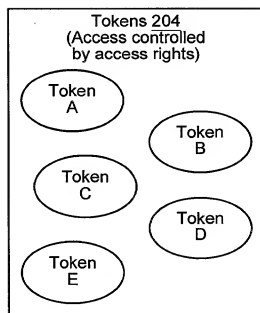 Tokens 204
(Access controlled
by access rights)
Token
A
Token
B
Token
C
Token
D
Token
E